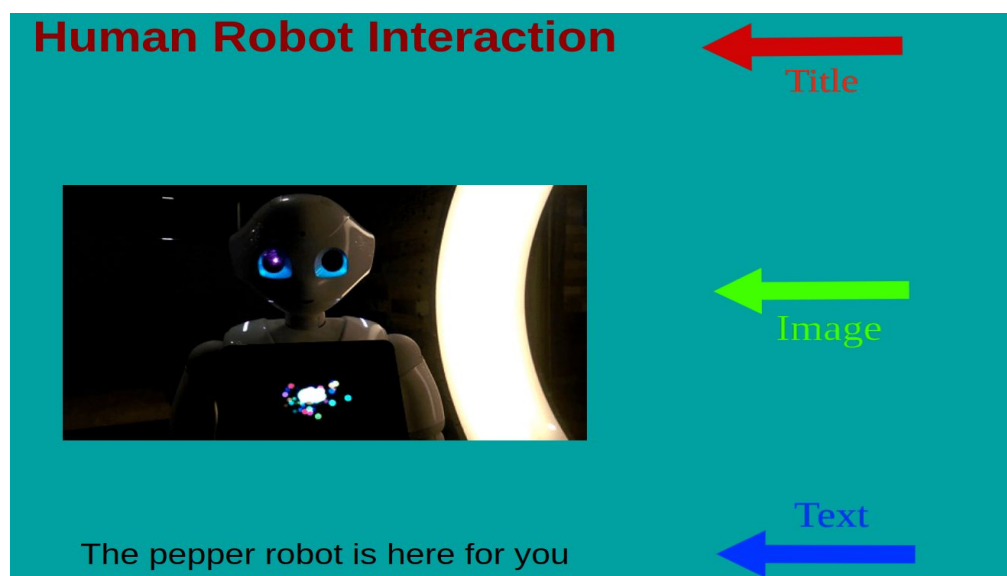 Human Robot Interaction
Title
Image
Text
The pepper robot is here for you